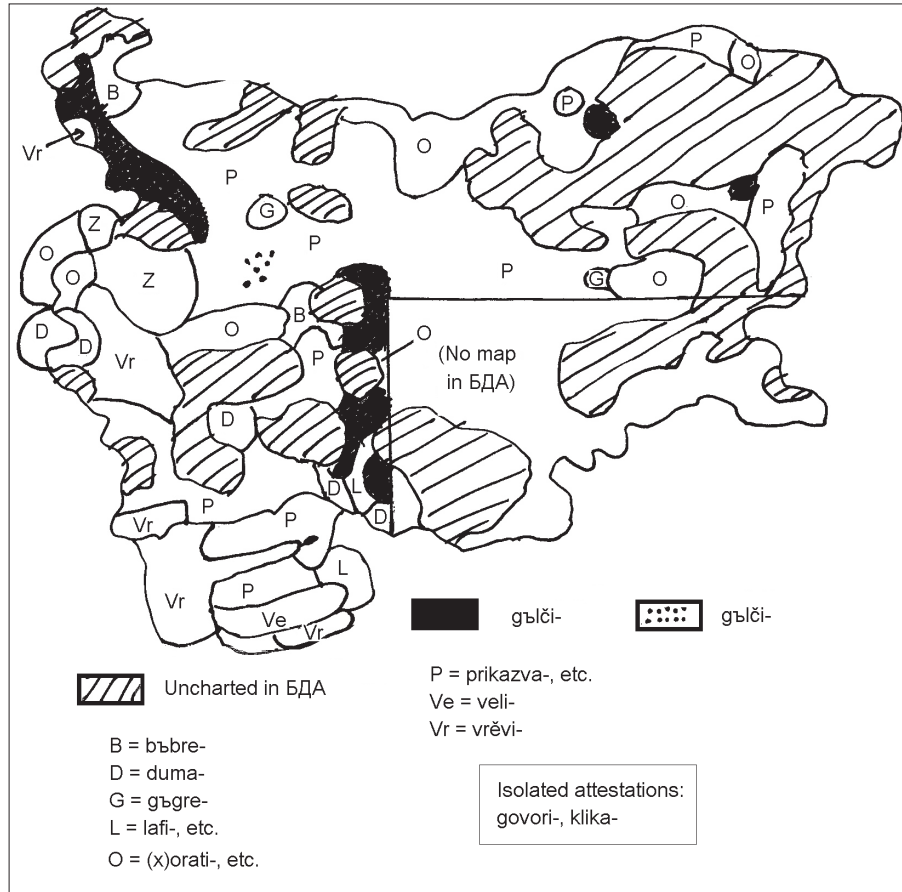 P
O
B
P
O
Vr
P
O
P
G
Z
P
O
O
P
Z
G
O
B
O
O
D
D
(No map
in БДА)
P
Vr
D
D L
P
D
P
Vr
L
P
Vr
Ve
Vr
gъlči-
gъlči-
Uncharted in БДА
P = prikazva-, etc.
Ve = veli-
Vr = vrěvi-
B = bъbre-
D = duma-
G = gъgre-
L = lafi-, etc.
O = (x)orati-, etc.
Isolated attestations:
govori-, klika-